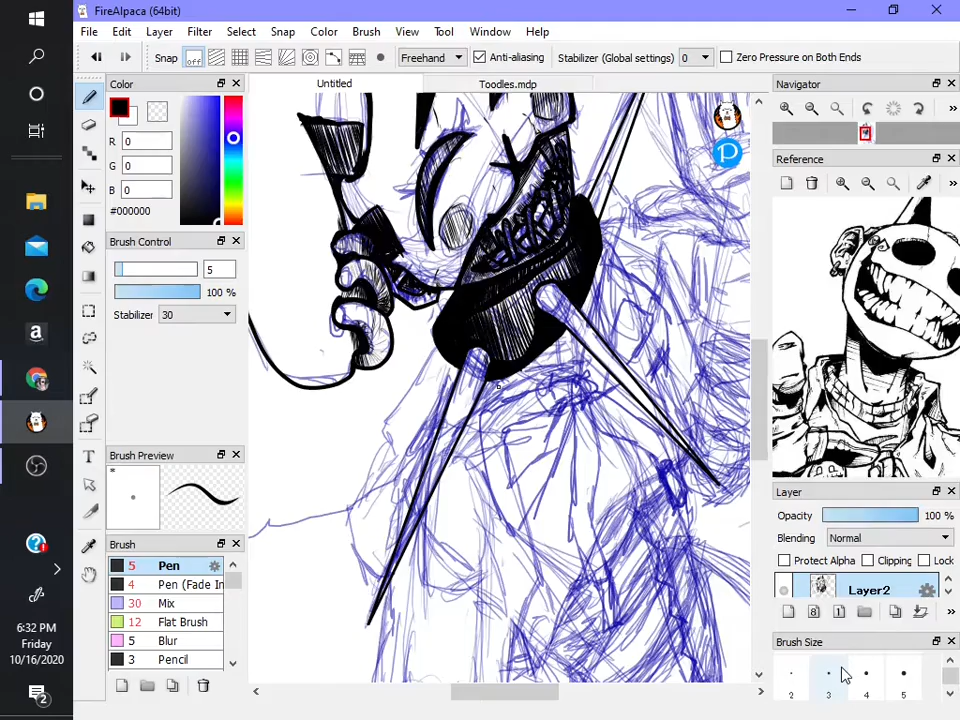 FireAlpaca (64bit)
File Edit Layer Filter Select Snap Color Brush View Tool Window Help
Snap off Freehand Anti-aliasing Stabilizer (Global settings) 0 Zero Pressure on Both Ends
Color
R 0
G 0
B 0
#000000
Brush Control
5
100 %
Stabilizer 30
Brush Preview
*
Brush
5 Pen
4 Pen (Fade In
30 Mix
12 Flat Brush
5 Blur
3 Pencil
Untitled
Toodles.mdp
Navigator
Reference
Layer
Opacity 100 %
Blending Normal
Protect Alpha Clipping Lock
Layer2
8 1
Brush Size
2 3 4 5
6:32 PM
Friday
10/16/2020
2